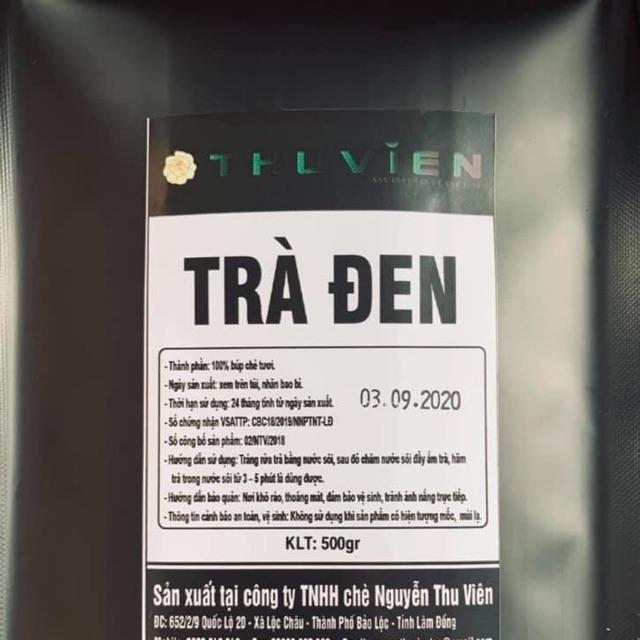 THUVIEN
TRÀ ĐEN
- Thành phần: 100% búp chè tươi.
- Ngày sản xuất: xem trên túi, nhãn bao bì.
- Thời hạn sử dụng: 24 tháng tính từ ngày sản xuất.
03.09.2020
- Số chứng nhận VSATTP: CBC18/2019/NNPTNT-LĐ
- Số công bố sản phẩm: 02/NTV/2018
- Hướng dẫn sử dụng: Tráng rửa trà bằng nước sôi, sau đó châm nước sôi đầy ấm trà, hãm
trà trong nước sôi từ 3 – 5 phút là dùng được.
- Hướng dẫn bảo quản: Nơi khô ráo, thoáng mát, đảm bảo vệ sinh, tránh ánh nắng trực tiếp.
- Thông tin cảnh báo an toàn, vệ sinh: Không sử dụng khi sản phẩm có hiện tượng mốc, mùi lạ.
KLT: 500gr
Sản xuất tại công ty TNHH chè Nguyễn Thu Viên
ĐC: 652/2/9 Quốc Lộ 20 - Xã Lộc Châu - Thành Phố Bảo Lộc - Tỉnh Lâm Đồng